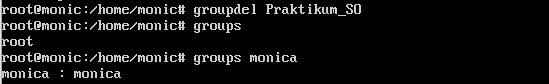 root@monic:/home/monic# groupdel Praktikum_SO
root@monic:/home/monic# groups
root
root@monic:/home/monic# groups monica
monica : monica